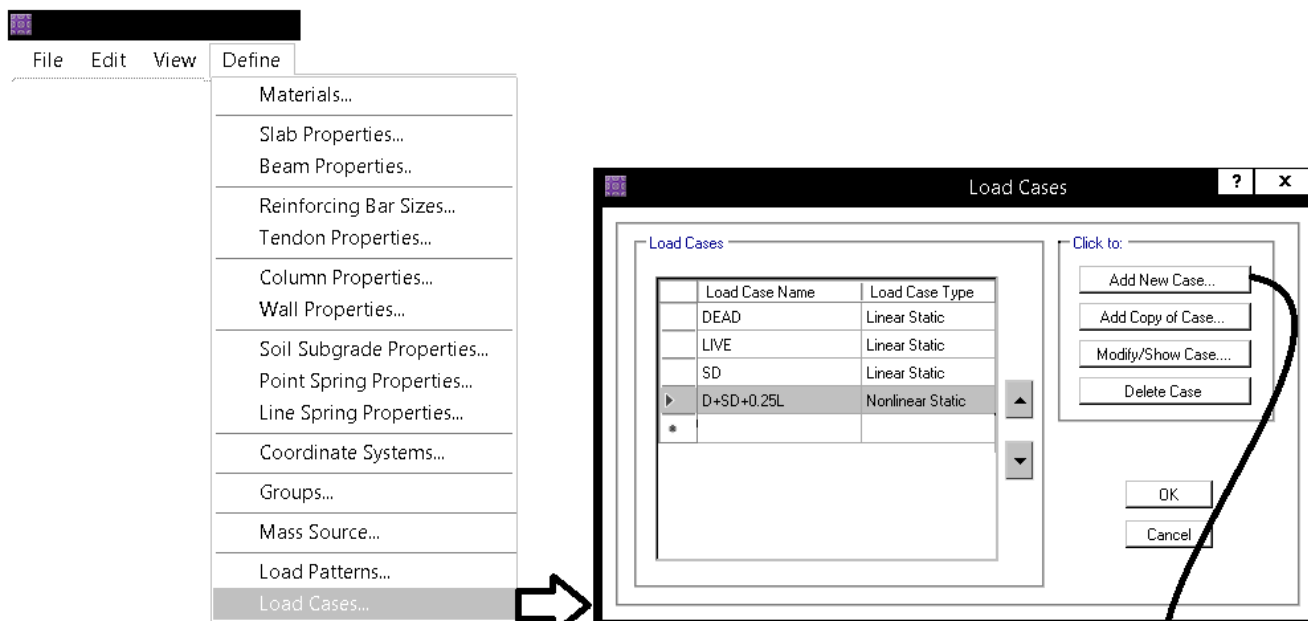 File Edit View Define
Materials...
Slab Properties...
Beam Properties..
Reinforcing Bar Sizes...
Tendon Properties...
Column Properties...
Wall Properties...
Soil Subgrade Properties...
Point Spring Properties...
Line Spring Properties...
Coordinate Systems...
Groups...
Mass Source...
Load Patterns...
Load Cases...
Load Cases ? x
Load Cases
Load Case Name Load Case Type
DEAD Linear Static
LIVE Linear Static
SD Linear Static
D+SD+0.25L Nonlinear Static
*
Click to:
Add New Case...
Add Copy of Case...
Modify/Show Case....
Delete Case
OK
Cancel